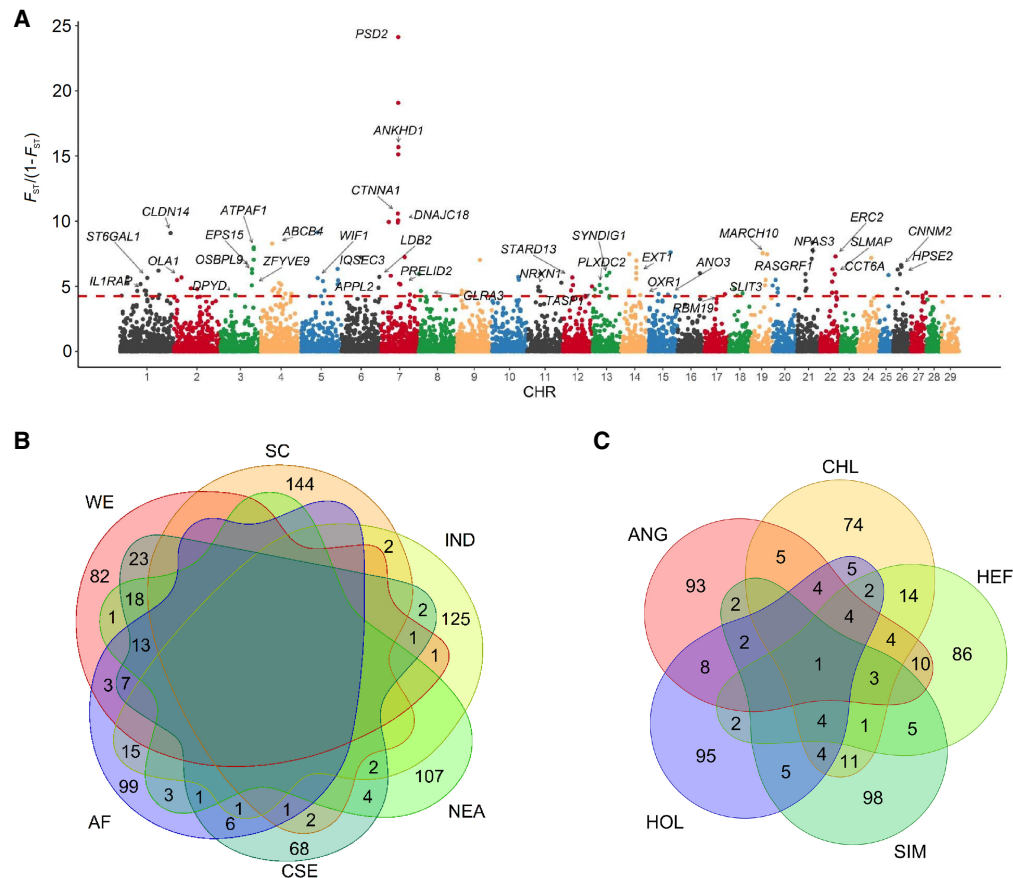 A
25
20
15
10
5
0
F_ST/(1- F_ST)
PSD2
ANKHD1
CTNNA1
DNAJC18
CLDN14
ATPAF1
ERC2
ST6GAL1
EPS15
ABCB4
WIF1
LDB2
SYNDIG1
MARCH10
NPAS3
SLMAP
CNNM2
OLA1
OSBPL9
ZFYVE9
IQSEC3
STARD13
PLXDC2
EXT1
ANO3
RASGRF1
CCT6A
HPSE2
IL1RAP
DPYD
APPL2
PRELID2
NRXN1
OXR1
SLIT3
GLRA3
TASP1
RBM19
1 2 3 4 5 6 7 8 9 10 11 12 13 14 15 16 17 18 19 20 21 22 23 24 25 26 27 28 29
CHR
B
SC
WE
IND
144
2
23
82
18
2
125
1
1
1
13
3
7
15
2
107
99
3
1
1
1
4
6
2
NEA
AF
68
CSE
C
CHL
ANG
74
HEF
5
5
93
4
2
14
2
4
2
4
10
86
8
1
3
2
4
1
5
95
5
4
11
98
HOL
SIM